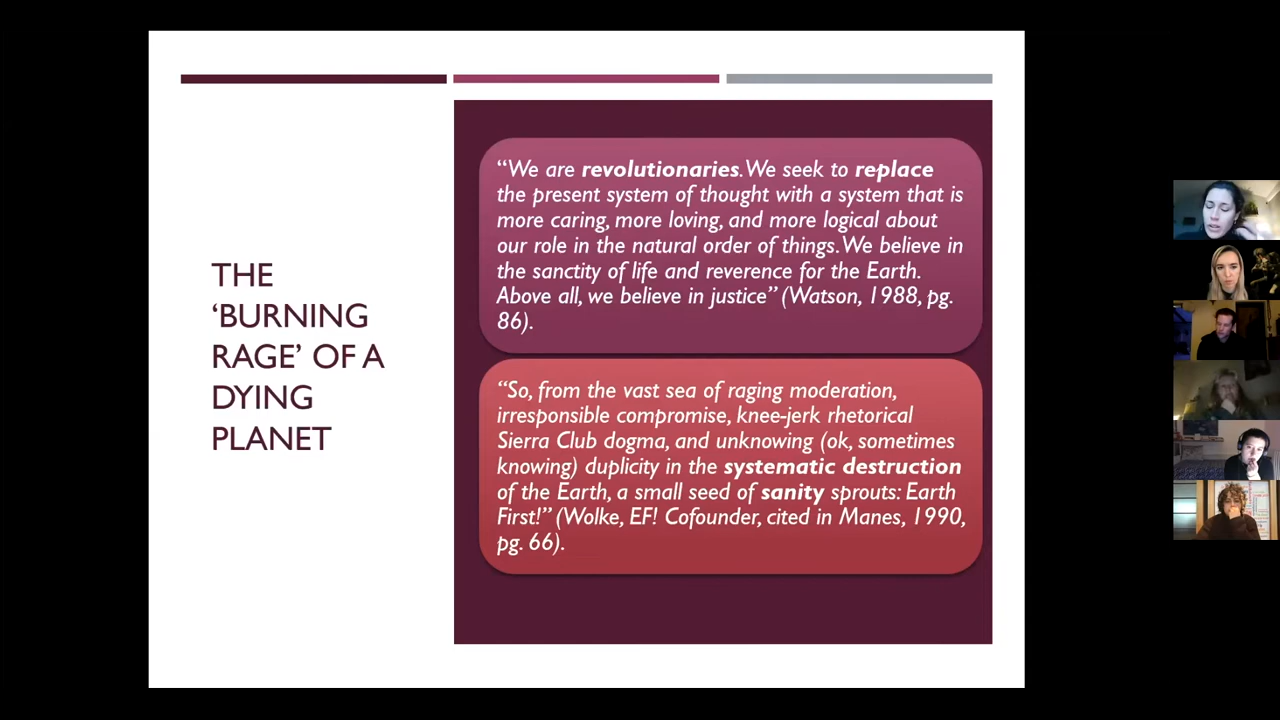 THE
‘BURNING
RAGE’ OF A
DYING
PLANET
“We are revolutionaries. We seek to replace
the present system of thought with a system that is
more caring, more loving, and more logical about
our role in the natural order of things. We believe in
the sanctity of life and reverence for the Earth.
Above all, we believe in justice” (Watson, 1988, pg.
86).
“So, from the vast sea of raging moderation,
irresponsible compromise, knee-jerk rhetorical
Sierra Club dogma, and unknowing (ok, sometimes
knowing) duplicity in the systematic destruction
of the Earth, a small seed of sanity sprouts: Earth
First!” (Wolke, EF! Cofounder, cited in Manes, 1990,
pg. 66).